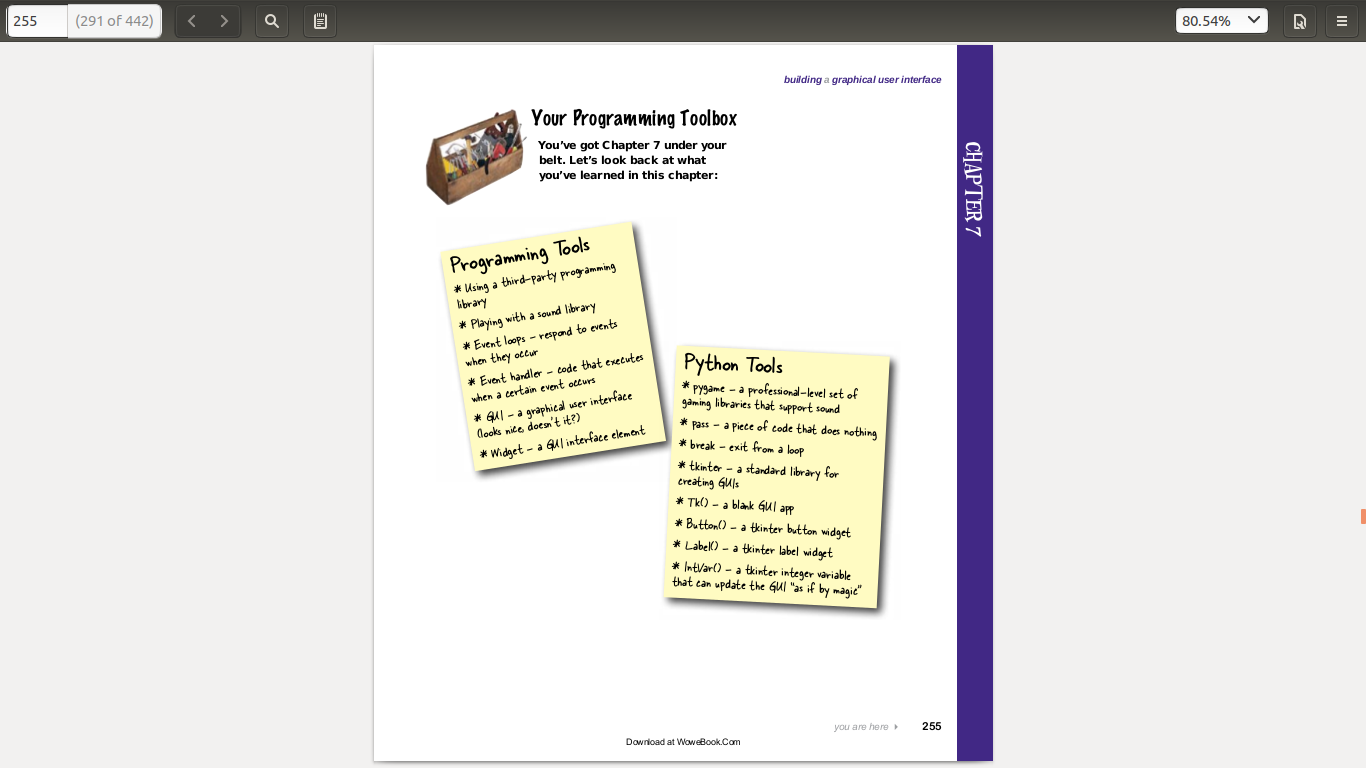 255 (291 of 442) 80.54%
building a graphical user interface
Your Programming Toolbox
You've got Chapter 7 under your
belt. Let's look back at what
you've learned in this chapter:
CHAPTER 7
Programming Tools
* Using a third-party programming
library
* Playing with a sound library
* Event loops – respond to events
when they occur
* Event handler – code that executes
when a certain event occurs
* GUI – a graphical user interface
(looks nice, doesn't it?)
* Widget – a GUI interface element
Python Tools
* pygame – a professional-level set of
gaming libraries that support sound
* pass – a piece of code that does nothing
* break – exit from a loop
* tkinter – a standard library for
creating GUIs
* Tk() – a blank GUI app
* Button() – a tkinter button widget
* Label() – a tkinter label widget
* IntVar() – a tkinter integer variable
that can update the GUI "as if by magic"
you are here 255
Download at WoweBook.Com